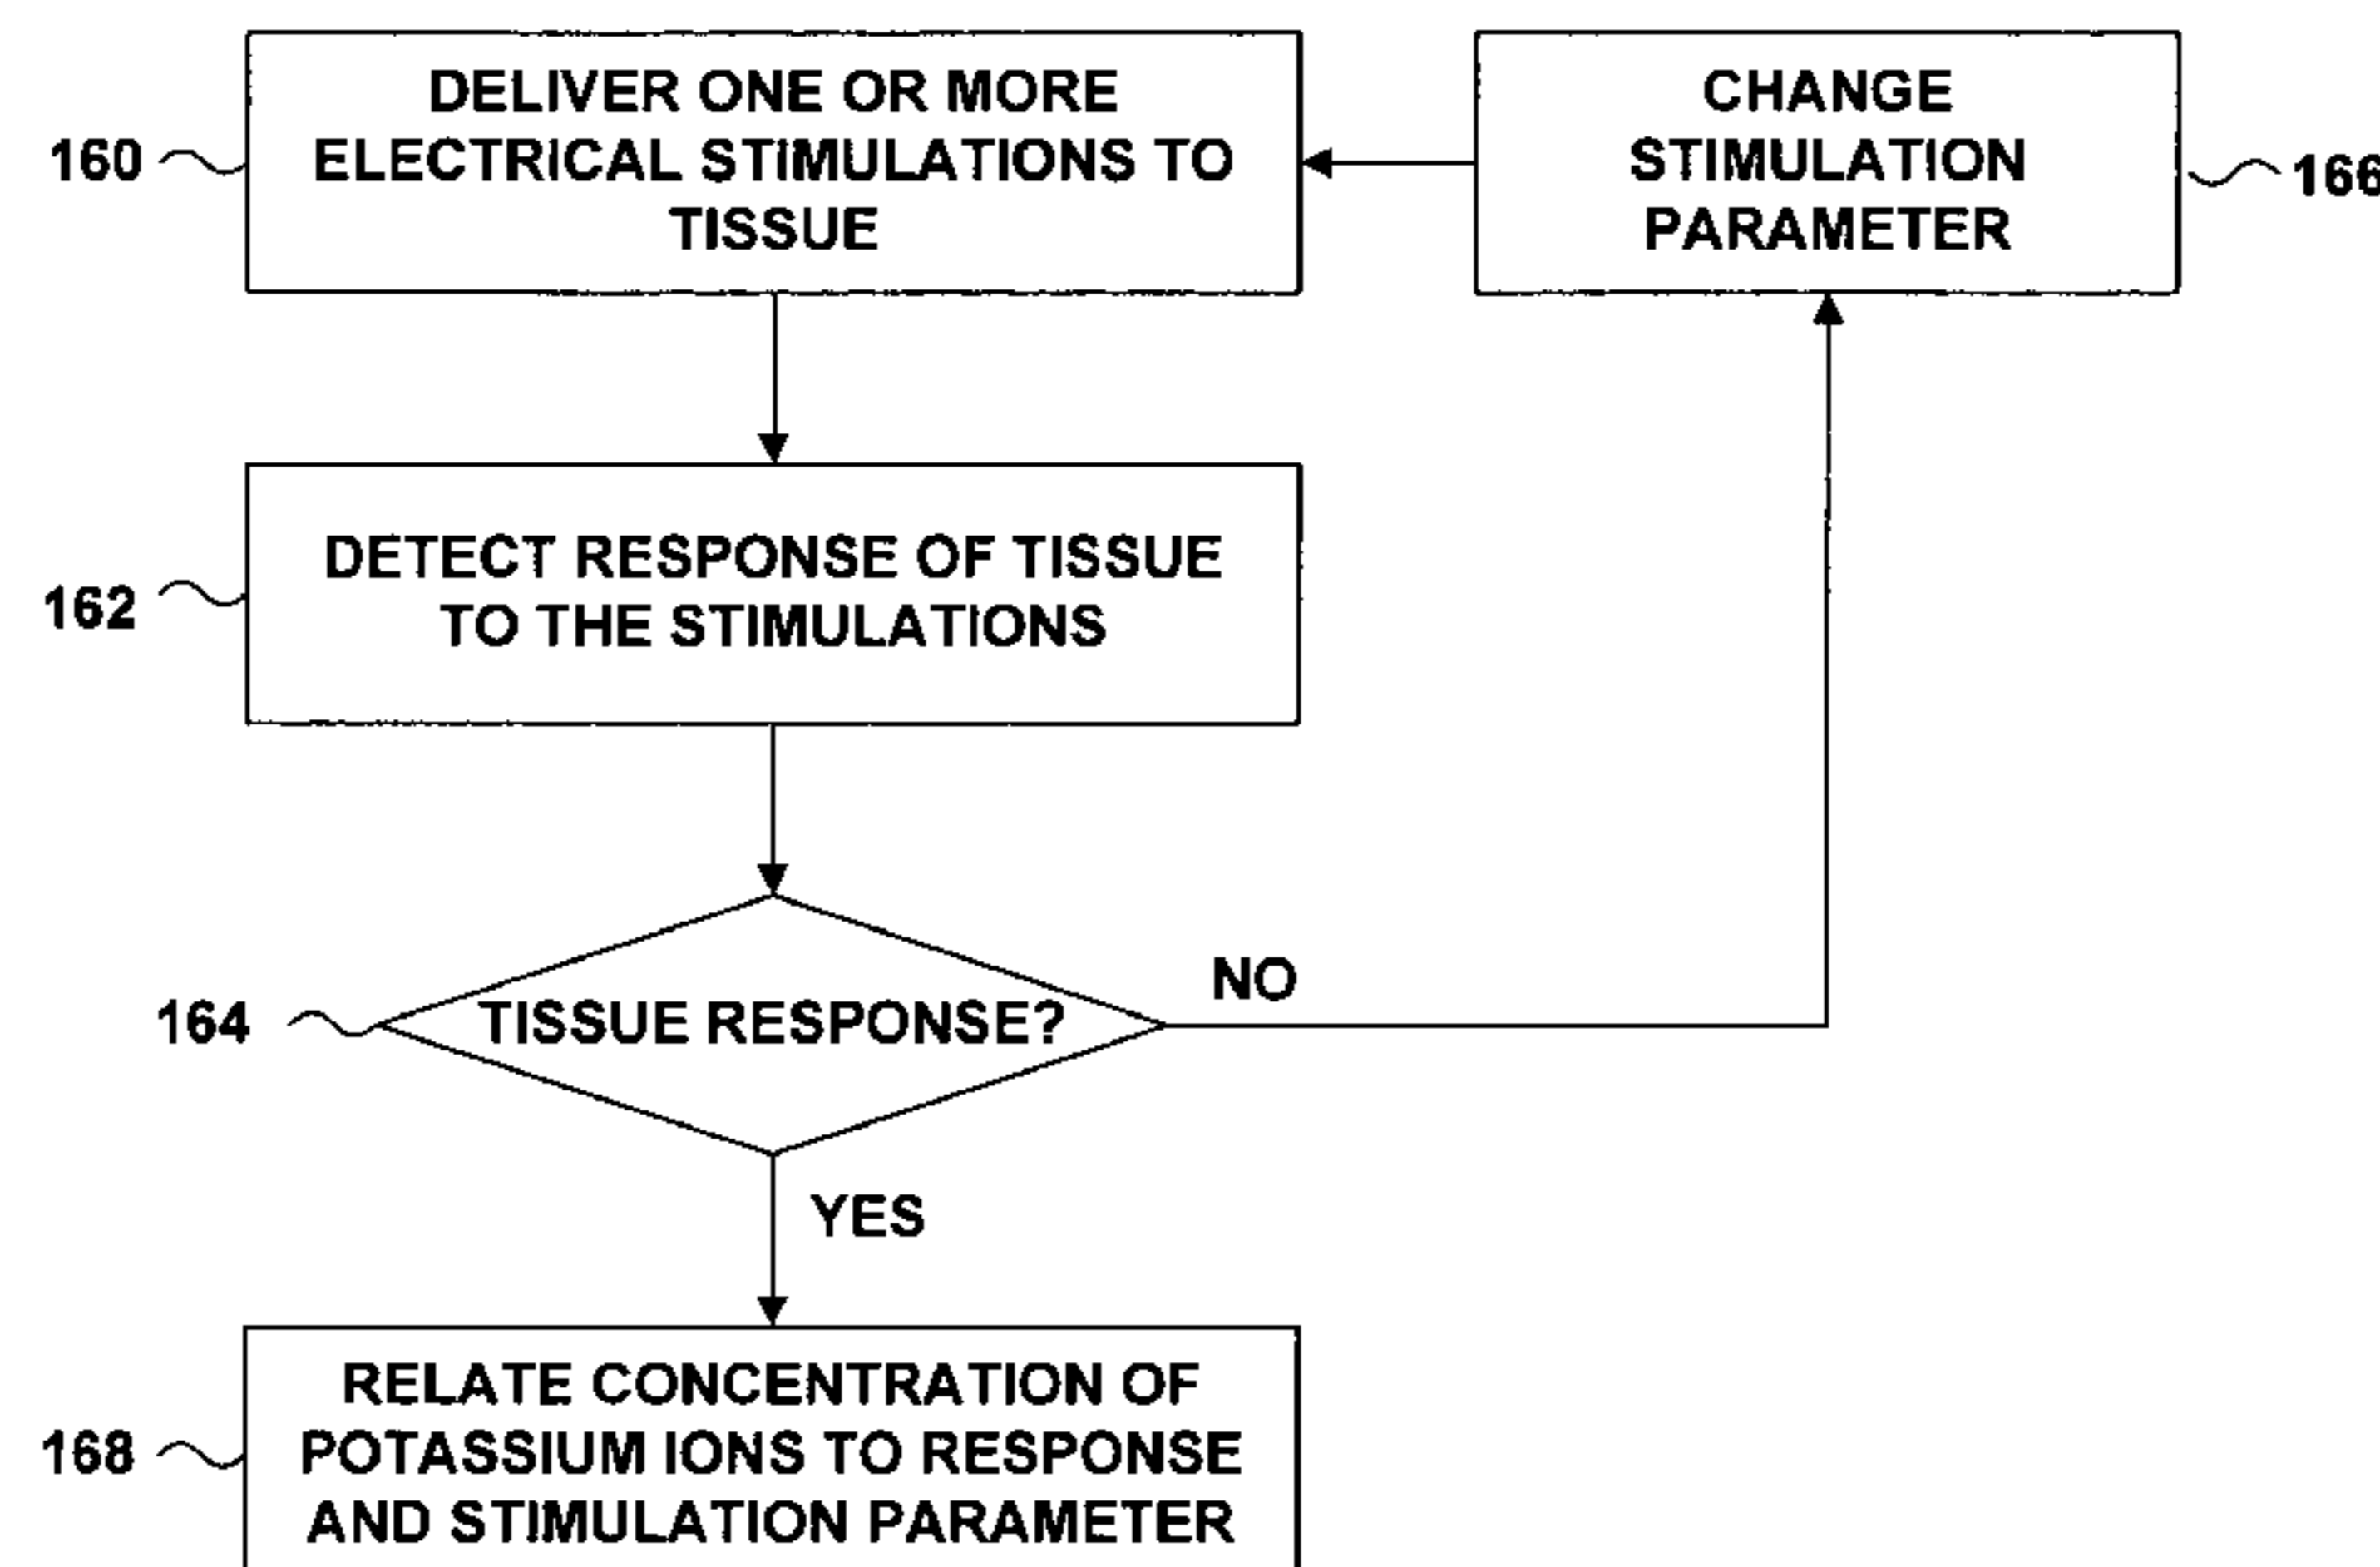 DELIVER ONE OR MORE
ELECTRICAL STIMULATIONS TO
TISSUE
160
CHANGE
STIMULATION
PARAMETER
166
DETECT RESPONSE OF TISSUE
TO THE STIMULATIONS
162
TISSUE RESPONSE?
164
NO
YES
RELATE CONCENTRATION OF
POTASSIUM IONS TO RESPONSE
AND STIMULATION PARAMETER
168